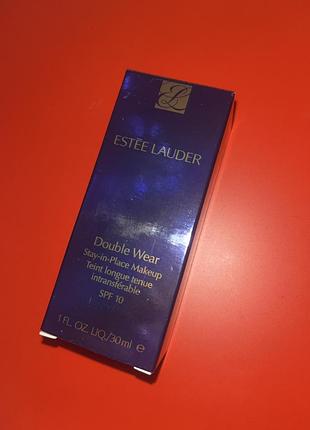 ESTĒE LAUDER
Double Wear
Stay-in-Place Makeup
Teint longue tenue
intransférable
SPF 10
1 FL. OZ. LIQ./30 ml ℮